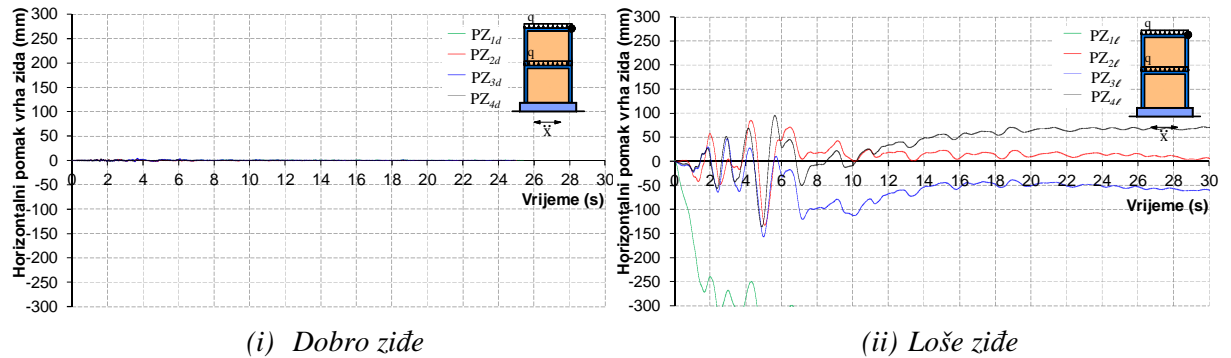 Horizontalni pomak vrha zida (mm)
300
250
200
150
100
50
0
-50
-100
-150
-200
-250
-300
0 2 4 6 8 10 12 14 16 18 20 22 24 26 28 30
Vrijeme (s)
PZ1d
PZ2d
PZ3d
PZ4d
q
q
ẍ
(i) Dobro ziđe
Horizontalni pomak vrha zida (mm)
300
250
200
150
100
50
0
-50
-100
-150
-200
-250
-300
0 2 4 6 8 10 12 14 16 18 20 22 24 26 28 30
Vrijeme (s)
PZ1ℓ
PZ2ℓ
PZ3ℓ
PZ4ℓ
q
q
ẍ
(ii) Loše ziđe